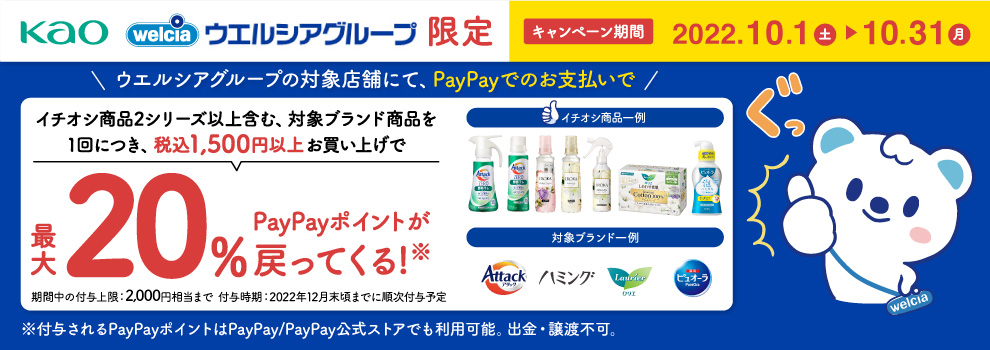 Kao welcia ウエルシアグループ 限定 キャンペーン期間 2022.10.1土▶10.31月
\ ウエルシアグループの対象店舗にて、PayPayでのお支払いで /
イチオシ商品2シリーズ以上含む、対象ブランド商品を
1回につき、税込1,500円以上お買い上げで
最大20% PayPayポイントが
戻ってくる!※
期間中の付与上限：2,000円相当まで 付与時期：2022年12月末頃までに順次付与予定
イチオシ商品一例
対象ブランド一例
Attack
アタック
ハミング
Laurier
ロリエ
ピュオーラ
PureOra
ぐっ
welcia
※付与されるPayPayポイントはPayPay/PayPay公式ストアでも利用可能。出金・譲渡不可。